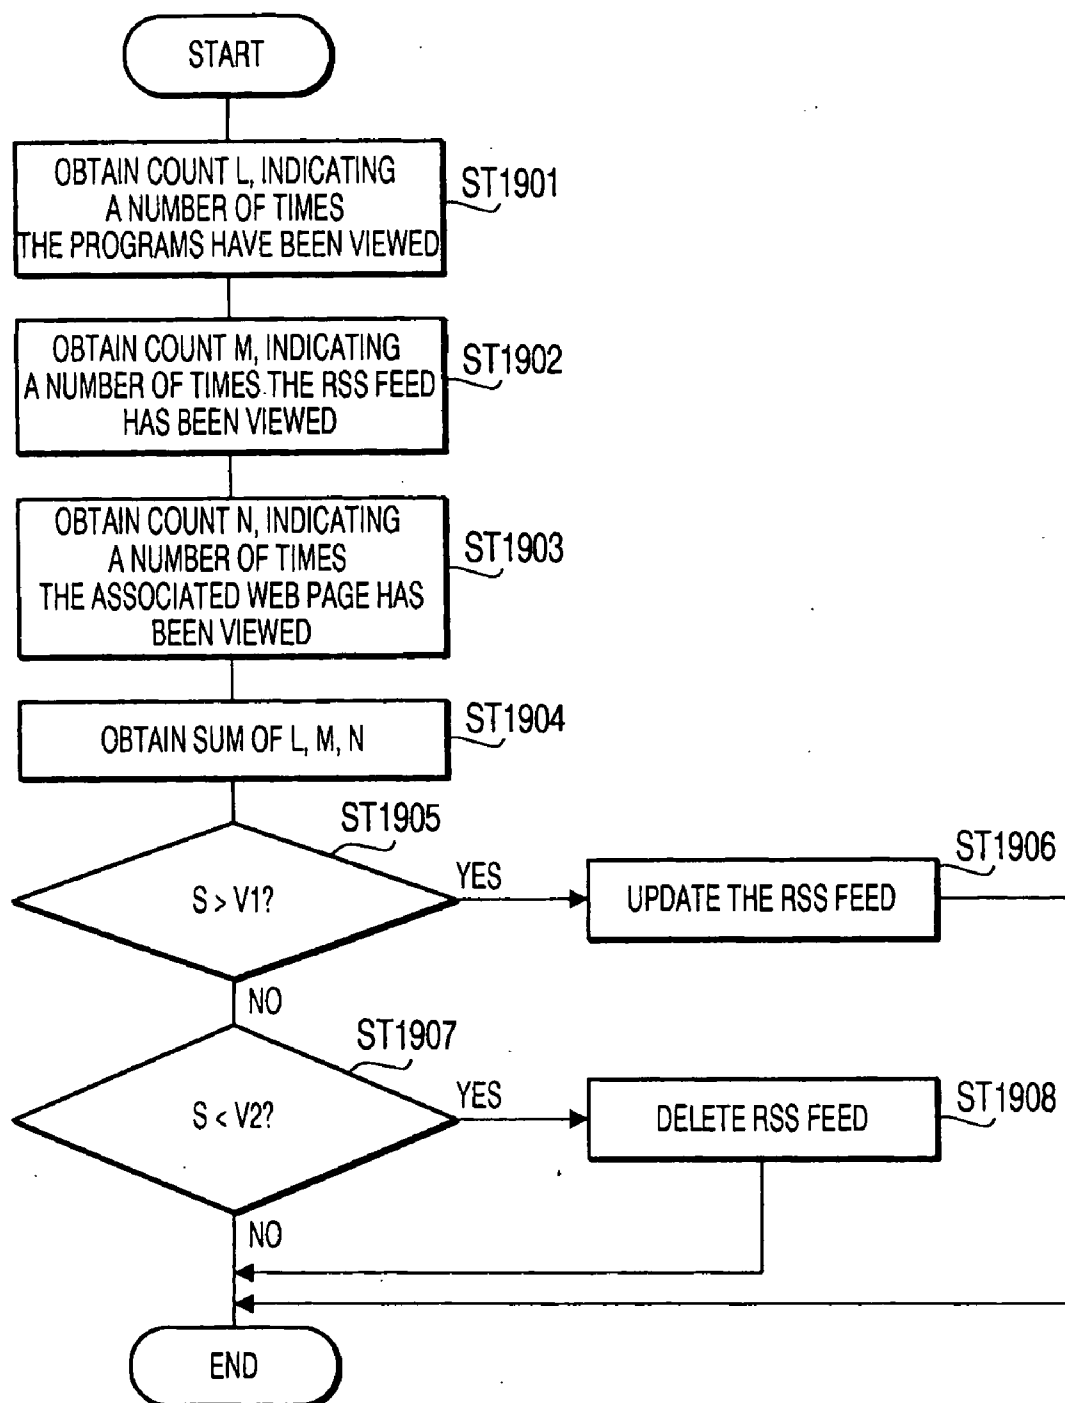 START
OBTAIN COUNT L, INDICATING
A NUMBER OF TIMES
THE PROGRAMS HAVE BEEN VIEWED
ST1901
OBTAIN COUNT M, INDICATING
A NUMBER OF TIMES THE RSS FEED
HAS BEEN VIEWED
ST1902
OBTAIN COUNT N, INDICATING
A NUMBER OF TIMES
THE ASSOCIATED WEB PAGE HAS
BEEN VIEWED
ST1903
OBTAIN SUM OF L, M, N
ST1904
ST1905
S > V1?
YES
UPDATE THE RSS FEED
ST1906
NO
ST1907
S < V2?
YES
DELETE RSS FEED
ST1908
NO
END